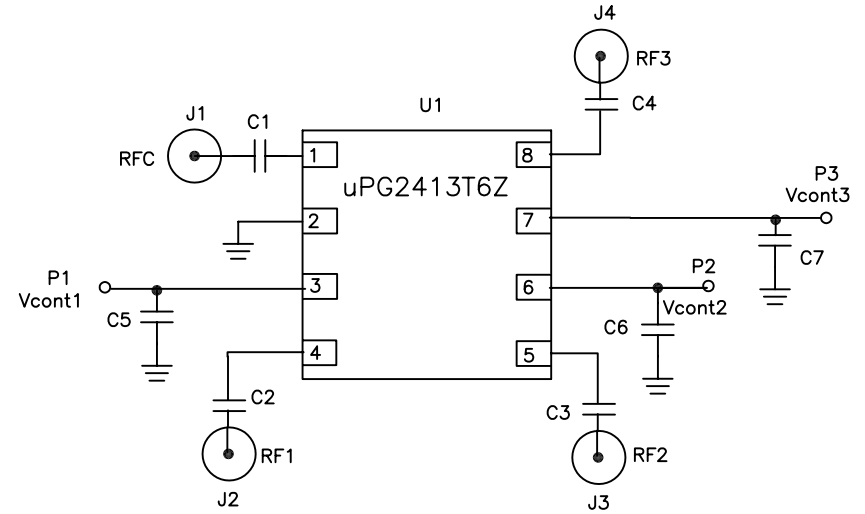 J4
RF3
C4
U1
J1
C1
RFC
1
8
uPG2413T6Z
P3
Vcont3
2
7
C7
P1
Vcont1
3
6
P2
Vcont2
C5
C6
4
5
C2
C3
RF1
RF2
J2
J3